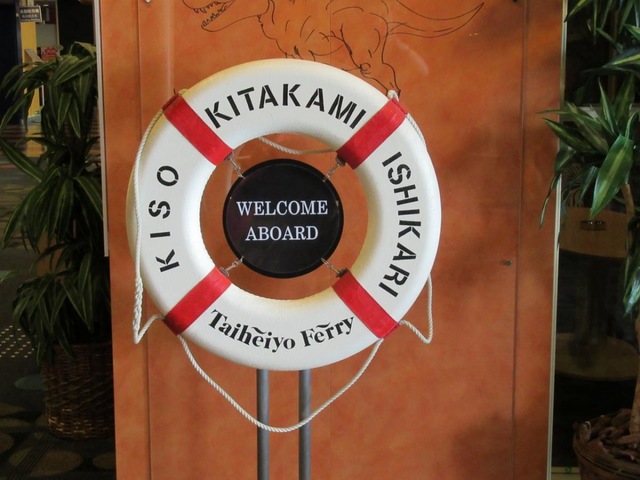 KISO
KITAKAMI
ISHIKARI
WELCOME
ABOARD
Taiheiyo Ferry